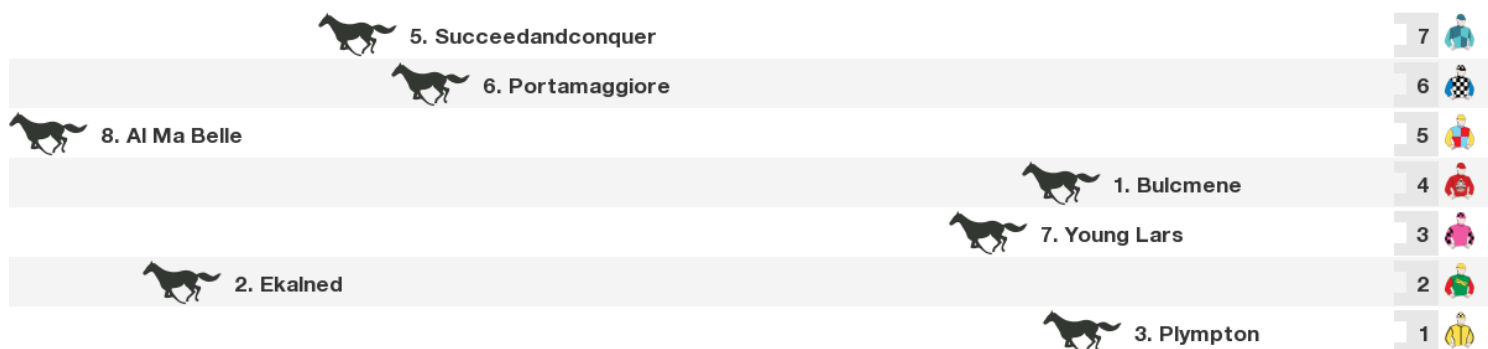 5. Succeedandconquer 7
6. Portamaggiore 6
8. Al Ma Belle 5
1. Bulcmene 4
7. Young Lars 3
2. Ekalned 2
3. Plympton 1